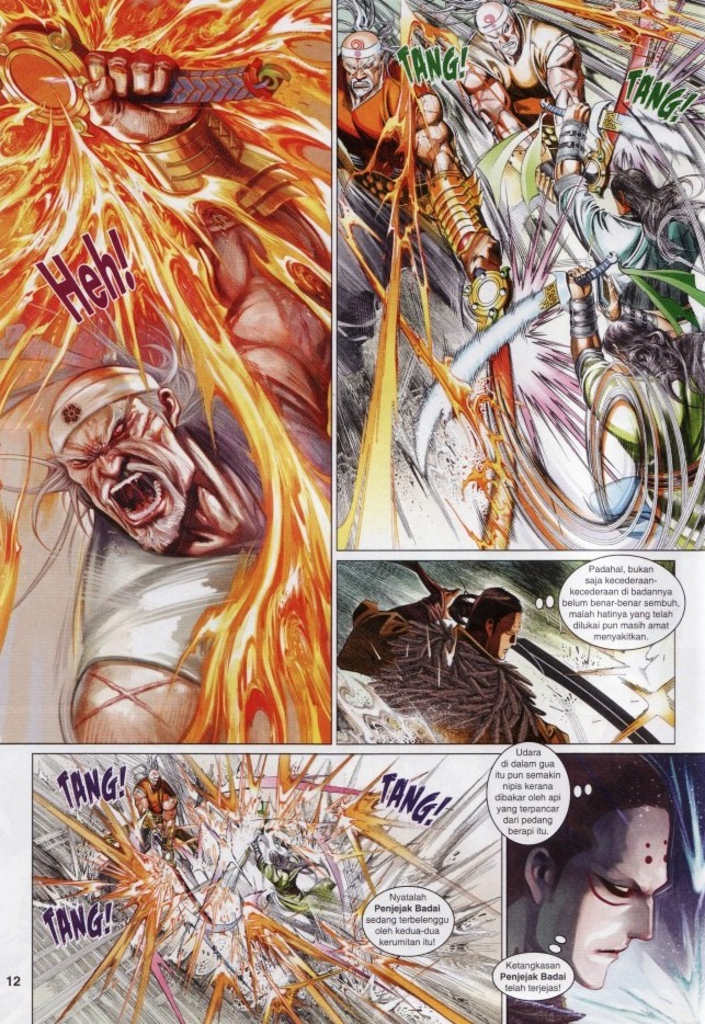 Heh!
TANG!
TANG!
Padahal, bukan
saja kecederaan-
kecederaan di badannya
belum benar-benar sembuh,
malah hatinya yang telah
dilukai pun masih amat
menyakitkan.
TANG!
TANG!
TANG!
Nyatalah
Penjejak Badai
sedang terbelenggu
oleh kedua-dua
kerumitan itu!
Udara
di dalam gua
itu pun semakin
nipis kerana
dibakar oleh api
yang terpancar
dari pedang
berapi itu.
Ketangkasan
Penjejak Badai
telah terjejas!
12